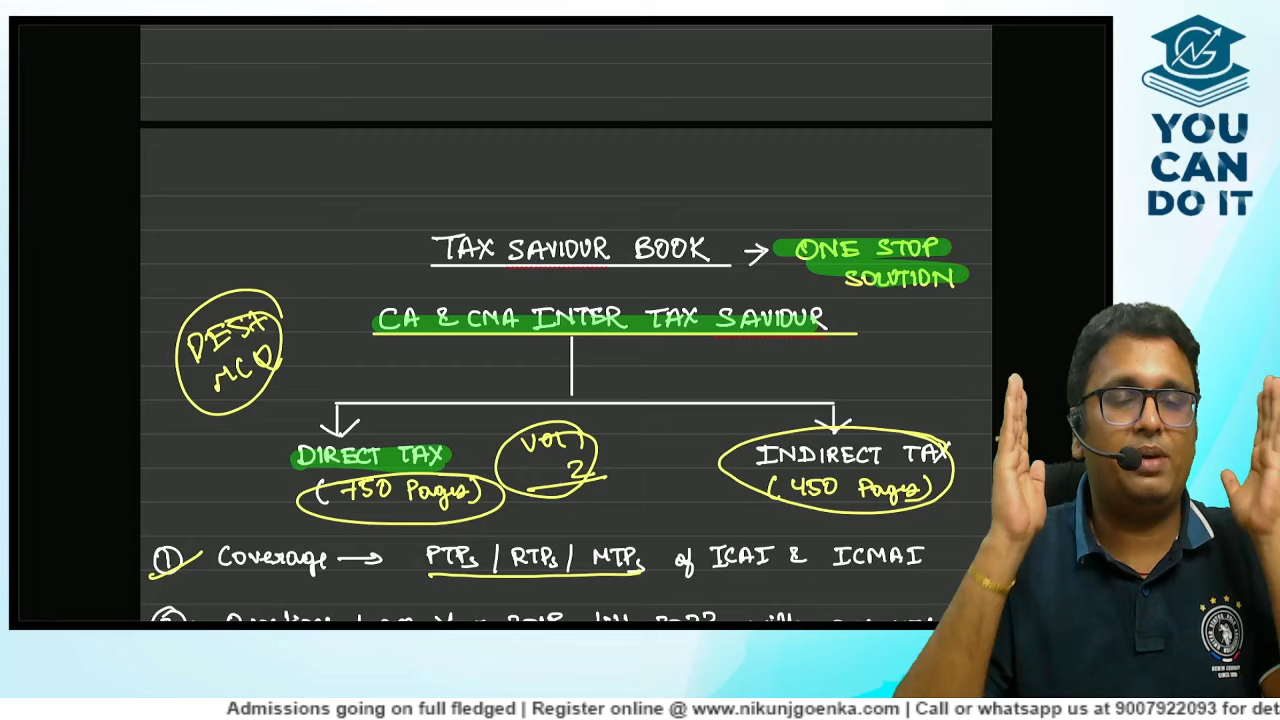 YOU
CAN
DO IT
TAX SAVIOUR BOOK → ONE STOP
SOLUTION
CA & CMA INTER TAX SAVIOUR
DESA
MCQ
DIRECT TAX
(750 Pages)
VOL
2
INDIRECT TAX
(450 Pages)
① Coverage → PTPs / RTPs / MTPs of ICAI & ICMAI
Admissions going on full fledged | Register online @ www.nikunjgoenka.com | Call or whatsapp us at 9007922093 for det